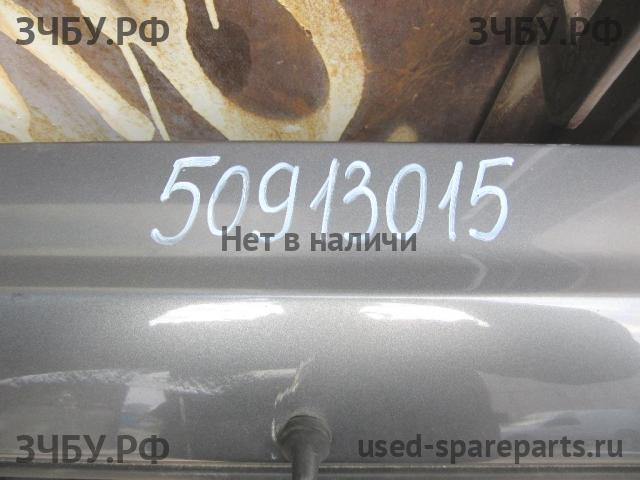 ЗЧБУ.РФ ЗЧБУ.РФ
50913015
Нет в наличи
ЗЧБУ.РФ used-spareparts.ru